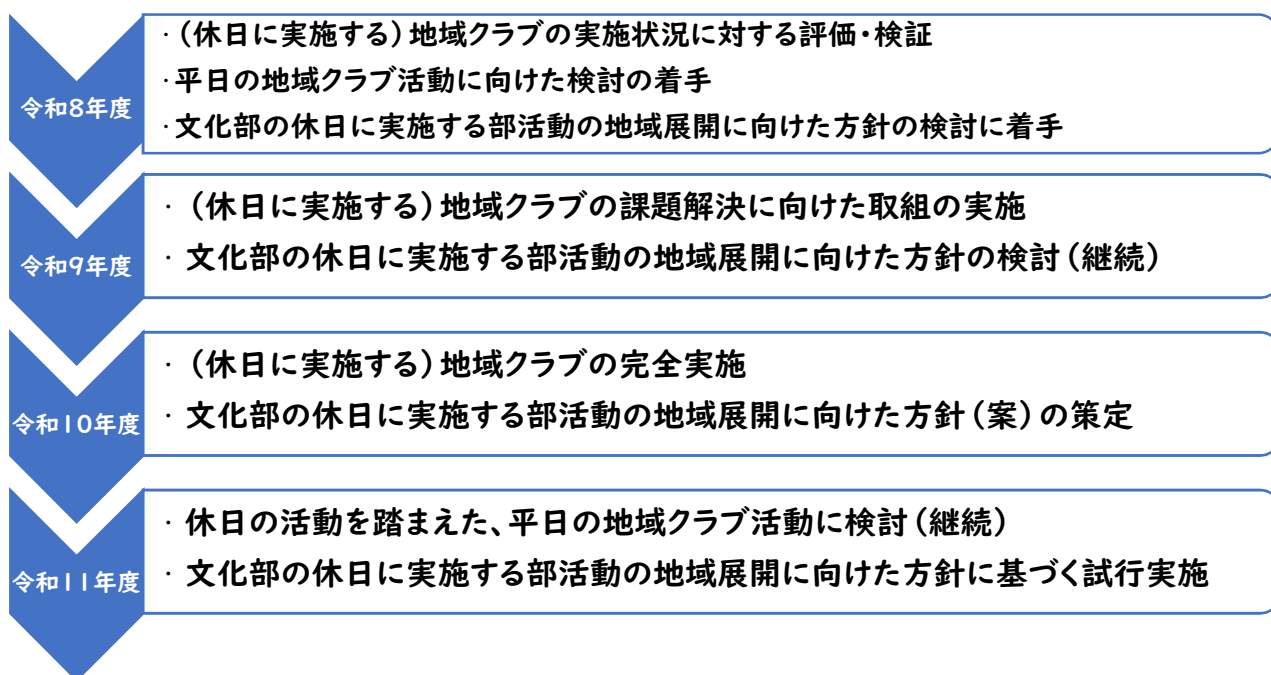 令和8年度
・(休日に実施する)地域クラブの実施状況に対する評価・検証
・平日の地域クラブ活動に向けた検討の着手
・文化部の休日に実施する部活動の地域展開に向けた方針の検討に着手
令和9年度
・(休日に実施する)地域クラブの課題解決に向けた取組の実施
・文化部の休日に実施する部活動の地域展開に向けた方針の検討(継続)
令和10年度
・(休日に実施する)地域クラブの完全実施
・文化部の休日に実施する部活動の地域展開に向けた方針(案)の策定
令和11年度
・休日の活動を踏まえた、平日の地域クラブ活動に検討(継続)
・文化部の休日に実施する部活動の地域展開に向けた方針に基づく試行実施